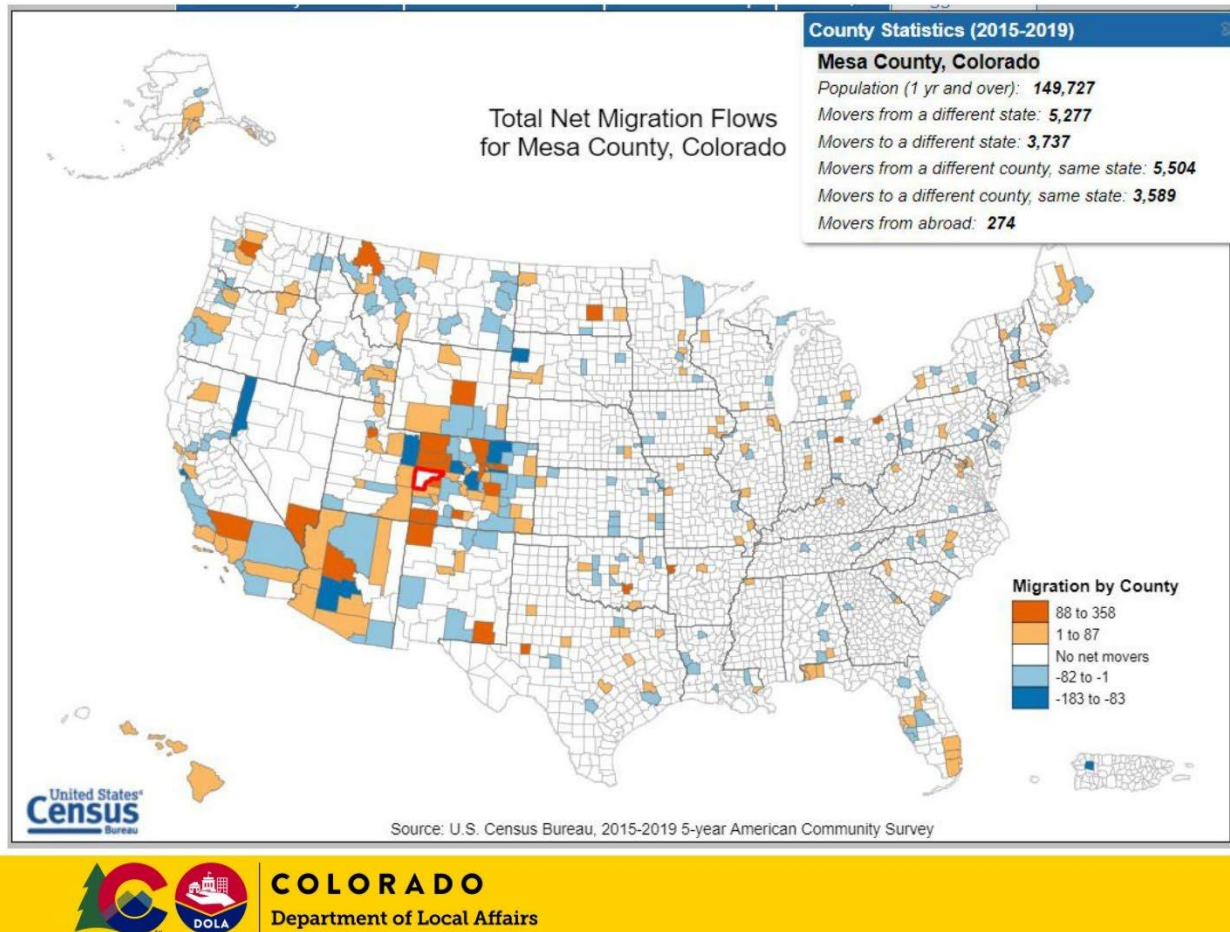 County Statistics (2015-2019)
Mesa County, Colorado
Population (1 yr and over): 149,727
Movers from a different state: 5,277
Movers to a different state: 3,737
Movers from a different county, same state: 5,504
Movers to a different county, same state: 3,589
Movers from abroad: 274
Total Net Migration Flows
for Mesa County, Colorado
Migration by County
88 to 358
1 to 87
No net movers
-82 to -1
-183 to -83
United States®
Census
Bureau
Source: U.S. Census Bureau, 2015-2019 5-year American Community Survey
DOLA
COLORADO
Department of Local Affairs